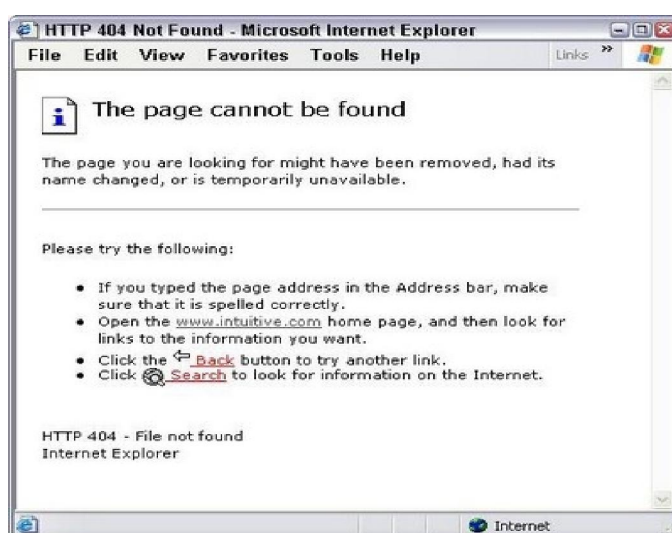 HTTP 404 Not Found - Microsoft Internet Explorer
File Edit View Favorites Tools Help Links »
The page cannot be found
The page you are looking for might have been removed, had its
name changed, or is temporarily unavailable.
Please try the following:
• If you typed the page address in the Address bar, make
sure that it is spelled correctly.
• Open the www.intuitive.com home page, and then look for
links to the information you want.
• Click the Back button to try another link.
• Click Search to look for information on the Internet.
HTTP 404 - File not found
Internet Explorer
Internet